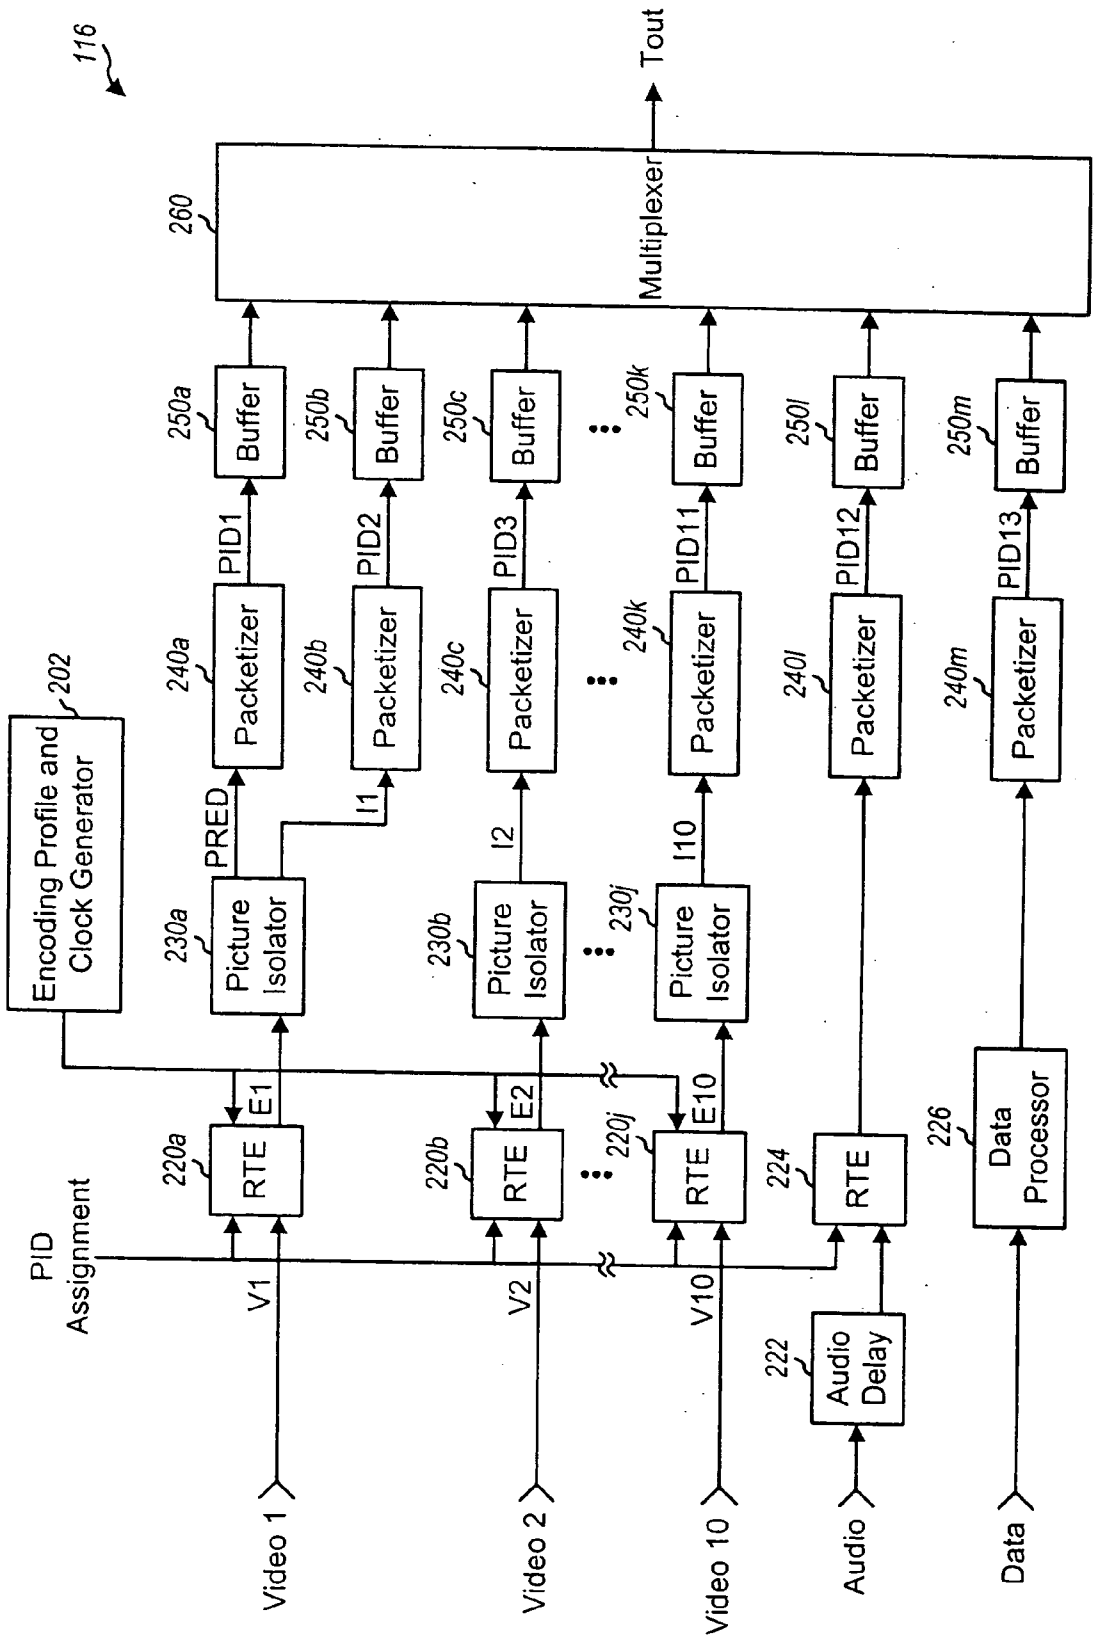 116
Encoding Profile and
Clock Generator
202
PID
Assignment
Video 1
V1
220a
RTE
E1
230a
Picture
Isolator
PRED
I1
240a
Packetizer
PID1
250a
Buffer
240b
Packetizer
PID2
250b
Buffer
Video 2
V2
220b
RTE
E2
230b
Picture
Isolator
I2
240c
Packetizer
PID3
250c
Buffer
Video 10
V10
220j
RTE
E10
230j
Picture
Isolator
I10
240k
Packetizer
PID11
250k
Buffer
Audio
222
Audio
Delay
224
RTE
240l
Packetizer
PID12
250l
Buffer
Data
226
Data
Processor
240m
Packetizer
PID13
250m
Buffer
260
Multiplexer
Tout